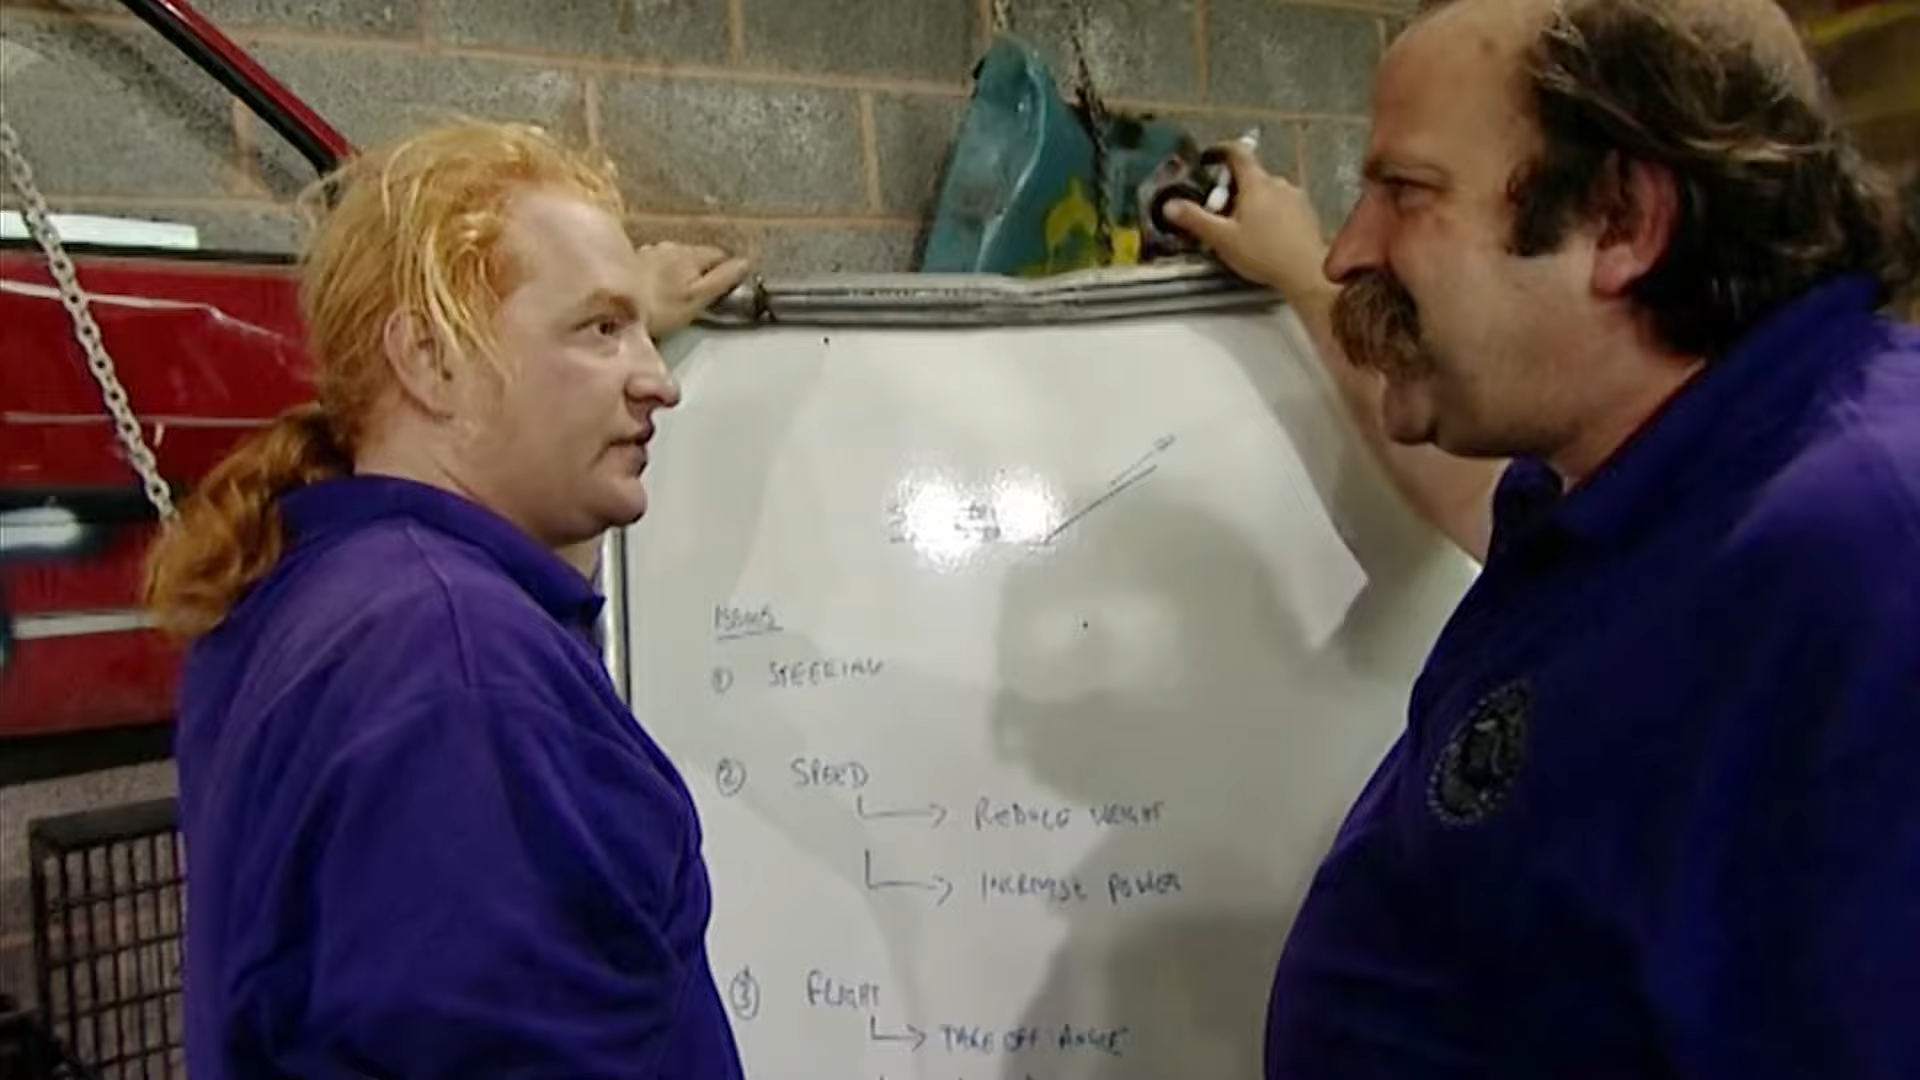 ISSUES
① STEERING
② SPEED
→ REDUCE WEIGHT
→ INCREASE POWER
③ FLIGHT
→ TAKE OFF ANGLE